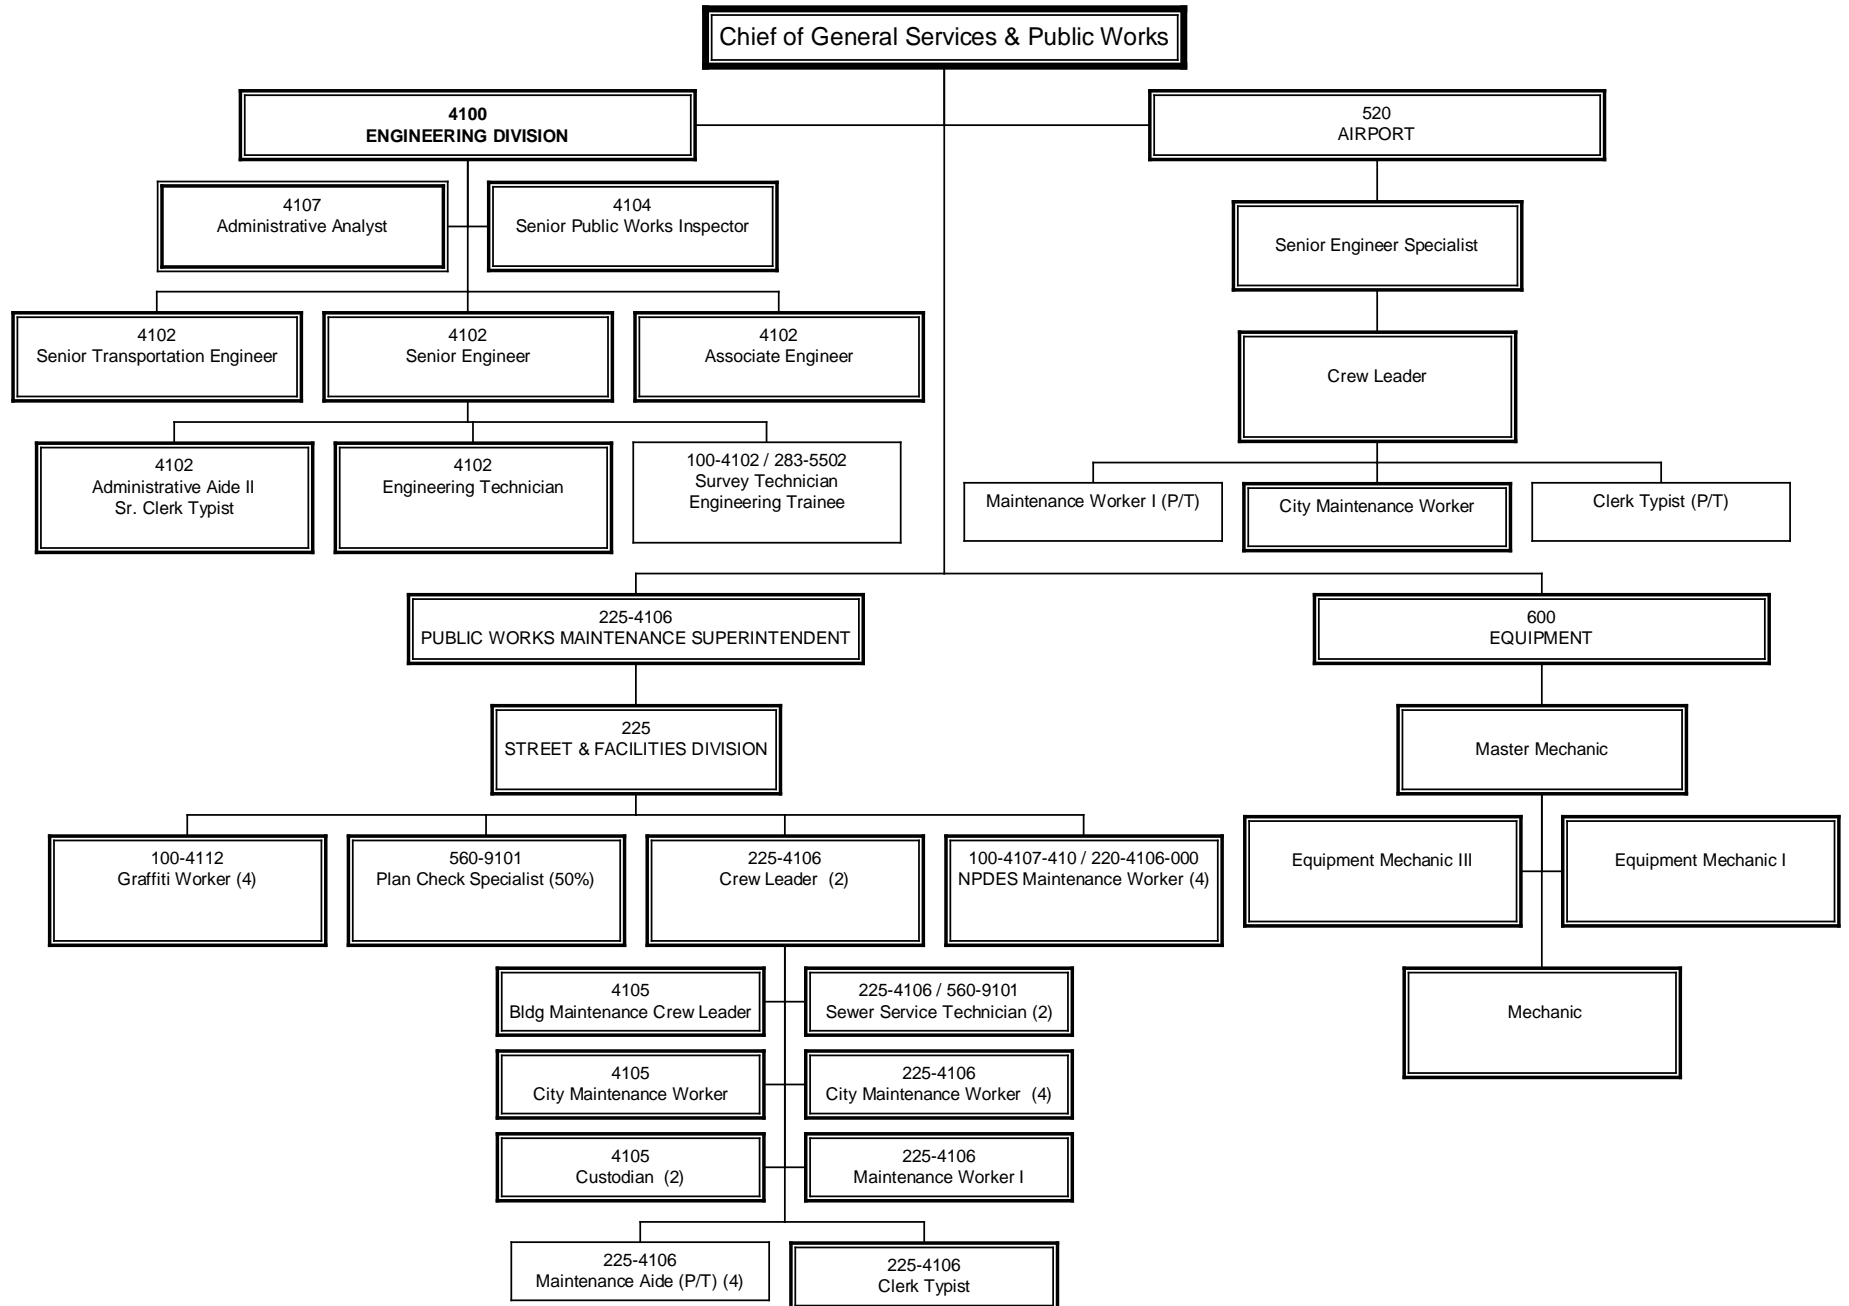 Chief of General Services & Public Works
4100
ENGINEERING DIVISION
520
AIRPORT
4107
Administrative Analyst
4104
Senior Public Works Inspector
Senior Engineer Specialist
4102
Senior Transportation Engineer
4102
Senior Engineer
4102
Associate Engineer
Crew Leader
4102
Administrative Aide II
Sr. Clerk Typist
4102
Engineering Technician
100-4102 / 283-5502
Survey Technician
Engineering Trainee
Maintenance Worker I (P/T)
City Maintenance Worker
Clerk Typist (P/T)
225-4106
PUBLIC WORKS MAINTENANCE SUPERINTENDENT
600
EQUIPMENT
225
STREET & FACILITIES DIVISION
Master Mechanic
100-4112
Graffiti Worker (4)
560-9101
Plan Check Specialist (50%)
225-4106
Crew Leader (2)
100-4107-410 / 220-4106-000
NPDES Maintenance Worker (4)
Equipment Mechanic III
Equipment Mechanic I
4105
Bldg Maintenance Crew Leader
225-4106 / 560-9101
Sewer Service Technician (2)
Mechanic
4105
City Maintenance Worker
225-4106
City Maintenance Worker (4)
4105
Custodian (2)
225-4106
Maintenance Worker I
225-4106
Maintenance Aide (P/T) (4)
225-4106
Clerk Typist